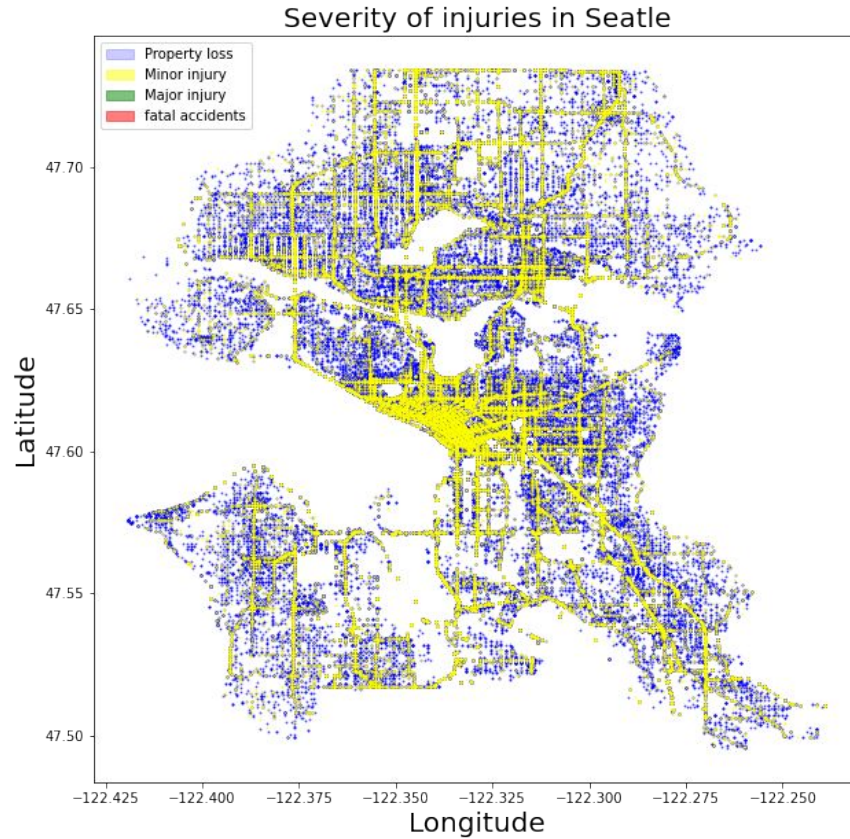 Severity of injuries in Seatle
Property loss
Minor injury
Major injury
fatal accidents
47.70
47.65
47.60
47.55
47.50
Latitude
−122.425 −122.400 −122.375 −122.350 −122.325 −122.300 −122.275 −122.250
Longitude